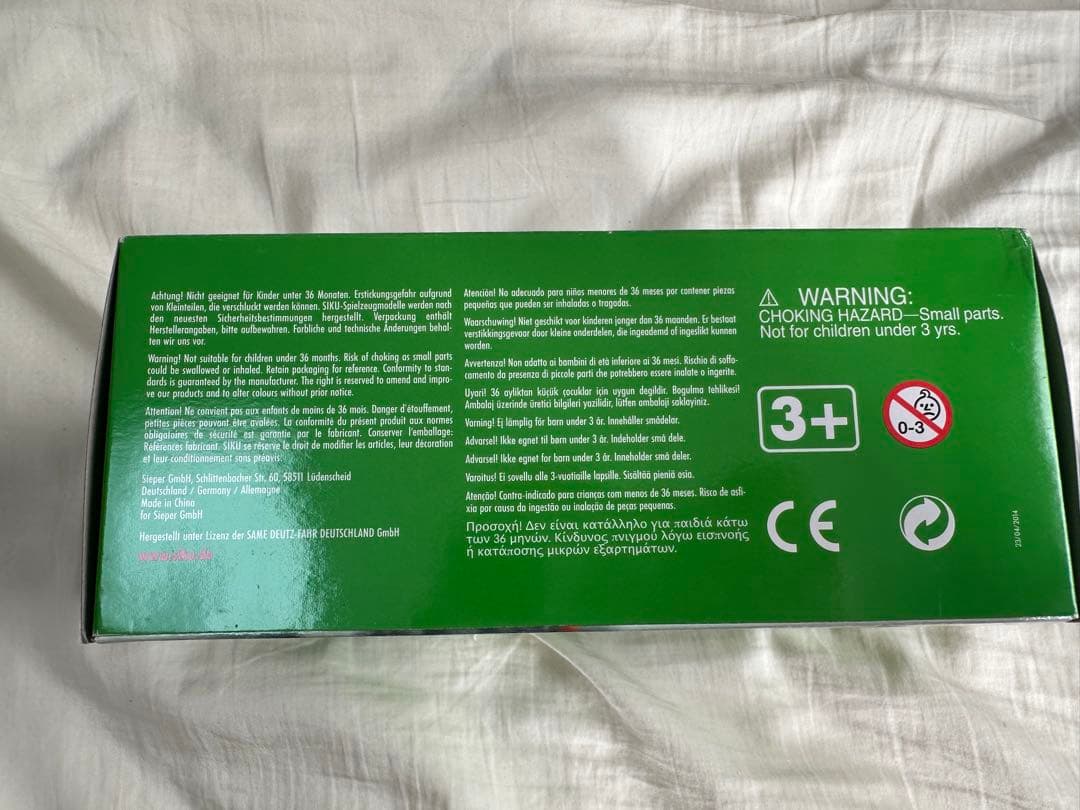 Achtung! Nicht geeignet für Kinder unter 36 Monaten. Erstickungsgefahr aufgrund
von Kleinteilen, die verschluckt werden können. SIKU-Spielzeugmodelle werden nach
den neuesten Sicherheitsbestimmungen hergestellt. Verpackung enthält
Herstellerangaben, bitte aufbewahren. Farbliche und technische Änderungen behal-
ten wir uns vor.
Warning! Not suitable for children under 36 months. Risk of choking as small parts
could be swallowed or inhaled. Retain packaging for reference. Conformity to stan-
dards is guaranteed by the manufacturer. The right is reserved to amend and impro-
ve our products and to alter colours without prior notice.
Attention! Ne convient pas aux enfants de moins de 36 mois. Danger d'étouffement,
petites pièces pouvant être avalées. La conformité du présent produit aux normes
obligatoires de sécurité est garantie par le fabricant. Conserver l'emballage:
Références fabricant. SIKU se réserve le droit de modifier les articles, leur décoration
et leur conditionnement sans préavis.
Sieper GmbH, Schlittenbacher Str. 60, 58511 Lüdenscheid
Deutschland / Germany / Allemagne
Made in China
for Sieper GmbH
Hergestellt unter Lizenz der SAME DEUTZ-FAHR DEUTSCHLAND GmbH
www.siku.de
Atención! No adecuado para niños menores de 36 meses por contener piezas
pequeñas que pueden ser inhaladas o tragadas.
Waarschuwing! Niet geschikt voor kinderen jonger dan 36 maanden. Er bestaat
verstikkingsgevaar door kleine onderdelen, die ingeademd of ingeslikt kunnen
worden.
Avvertenza! Non adatto ai bambini di età inferiore ai 36 mesi. Rischio di soffo-
camento da presenza di piccole parti che potrebbero essere inalate o ingerite.
Uyari! 36 ayliktan küçük çocuklar için uygun degildir. Bogulma tehlikesi!
Ambalaj üzerinde üretici bilgileri yazilidir, lütfen ambalaji saklayiniz.
Varning! Ej lämplig för barn under 3 år. Innehåller smådelar.
Advarsel! Ikke egnet til børn under 3 år. Indeholder små dele.
Advarsel! Ikke egnet for barn under 3 år. Inneholder små deler.
Varoitus! Ei sovellu alle 3-vuotiaille lapsille. Sisältää pieniä osia.
Atenção! Contra-indicado para crianças com menos de 36 meses. Risco de asfi-
xia por causa da ingestão ou inalação de peças pequenas.
Προσοχή! Δεν είναι κατάλληλο για παιδιά κάτω
των 36 μηνών. Κίνδυνος πνιγμού λόγω εισπνοής
ή κατάποσης μικρών εξαρτημάτων.
WARNING:
CHOKING HAZARD—Small parts.
Not for children under 3 yrs.
3+
0-3
CE
23/04/2014